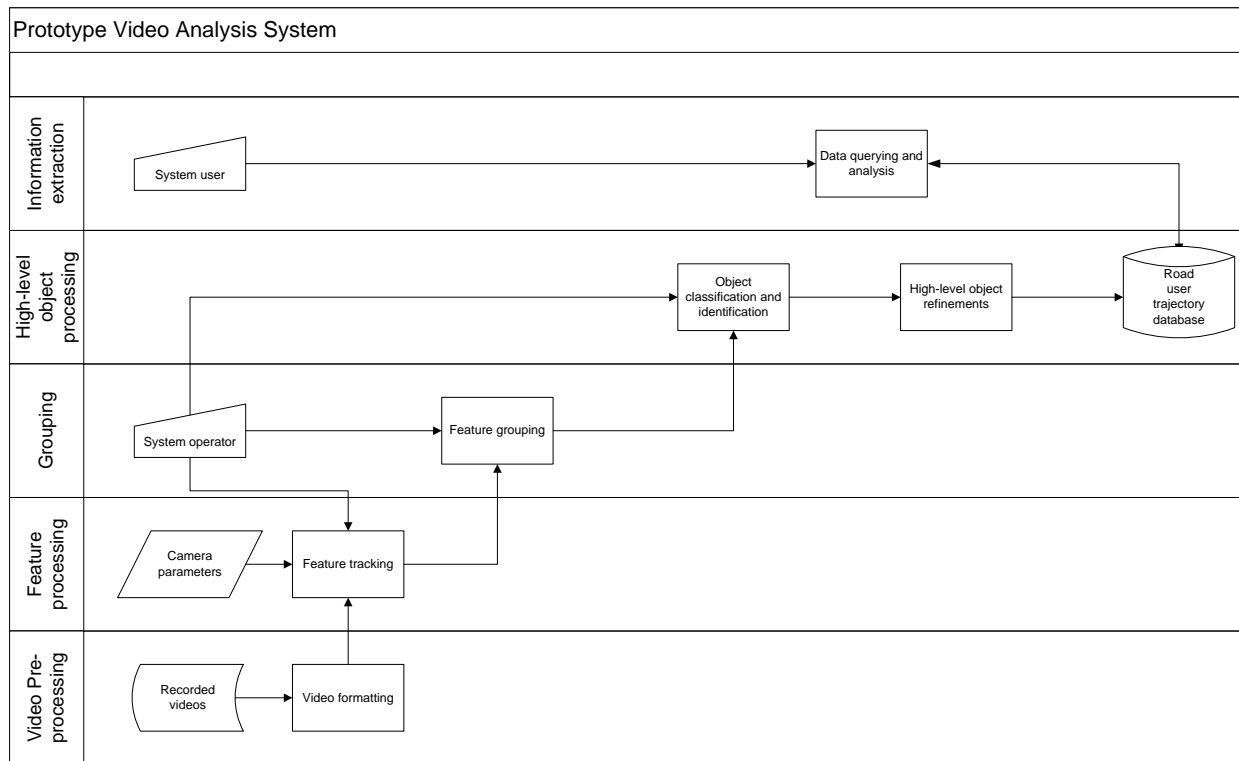 Prototype Video Analysis System
Information
extraction
System user
Data querying and
analysis
High-level
object
processing
Object
classification and
identification
High-level object
refinements
Road
user
trajectory
database
Grouping
System operator
Feature grouping
Feature
processing
Camera
parameters
Feature tracking
Video Pre-
processing
Recorded
videos
Video formatting